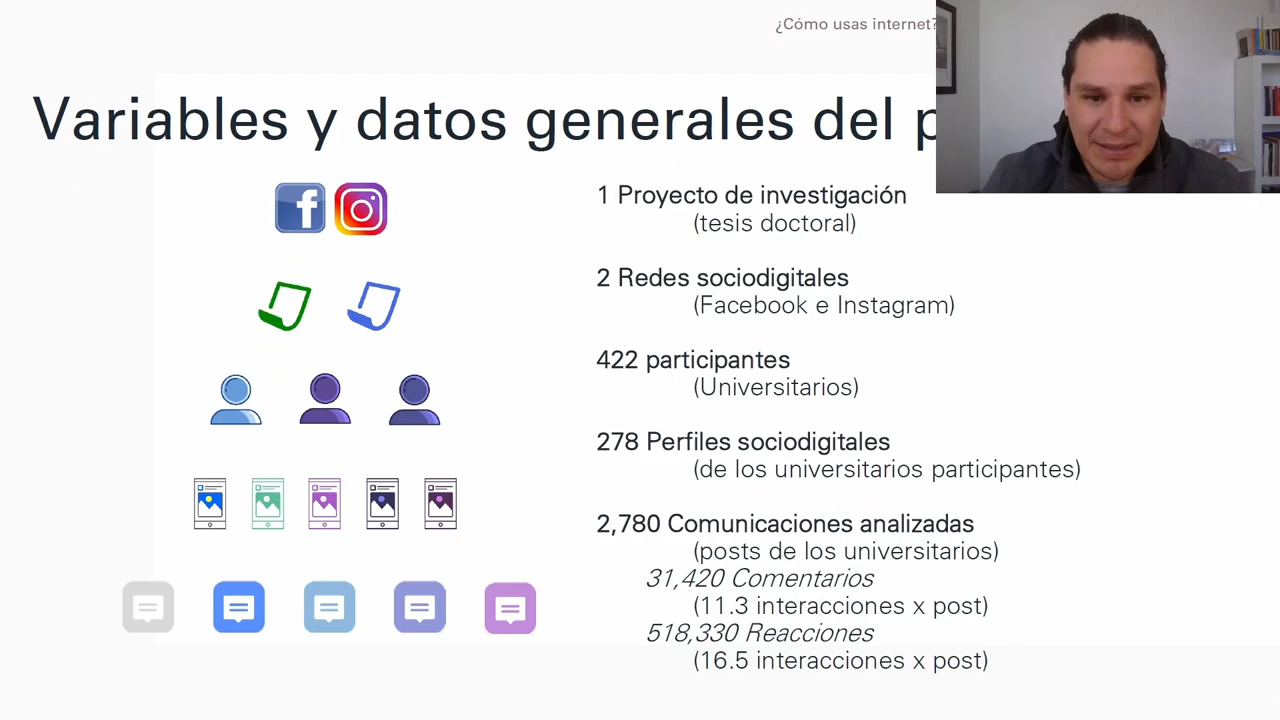 ¿Cómo usas internet?
Variables y datos generales del
1 Proyecto de investigación
(tesis doctoral)
2 Redes sociodigitales
(Facebook e Instagram)
422 participantes
(Universitarios)
278 Perfiles sociodigitales
(de los universitarios participantes)
2,780 Comunicaciones analizadas
(posts de los universitarios)
31,420 Comentarios
(11.3 interacciones x post)
518,330 Reacciones
(16.5 interacciones x post)